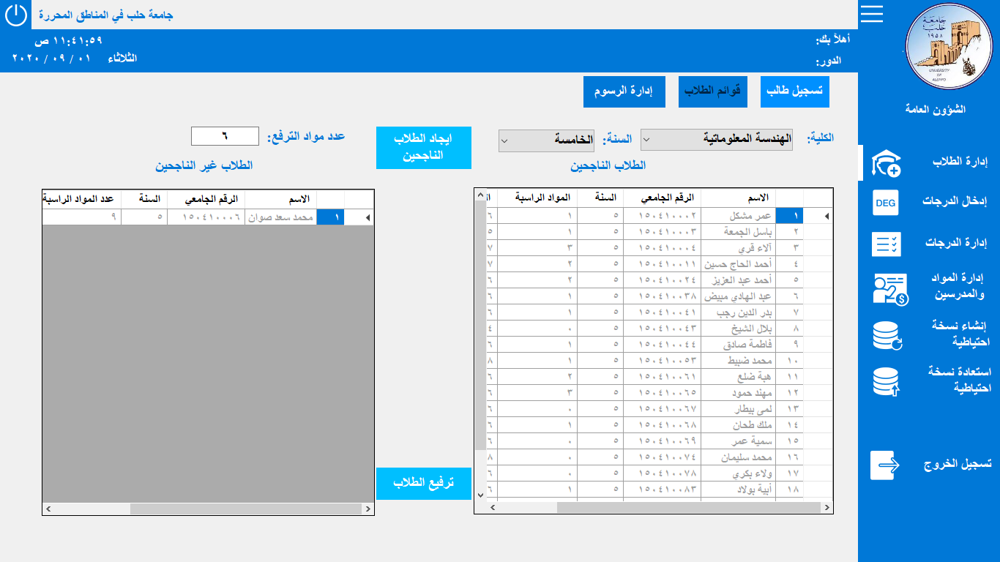 جامعة حلب في المناطق المحررة
١١:٤١:٥٩ ص
الثلاثاء ٠١ / ٠٩ / ٢٠٢٠
أهلاً بك:
الدور:
جامعة
حلب
١٩٥٨
UNIVERSITY
OF
ALEPPO
الشؤون العامة
إدارة الطلاب
DEG
إدخال الدرجات
إدارة الدرجات
إدارة المواد
والمدرسين
$
إنشاء نسخة
احتياطية
استعادة نسخة
احتياطية
تسجيل الخروج
تسجيل طالب
قوائم الطلاب
إدارة الرسوم
الكلية: الهندسة المعلوماتية
السنة: الخامسة
ايجاد الطلاب
الناجحين
عدد مواد الترفع: ٦
الطلاب الناجحين
الاسم الرقم الجامعي السنة المواد الراسبة
١ عمر مشكل ١٥٠٤١٠٠٠٢ ٥ ١ ٦
٢ باسل الجمعة ١٥٠٤١٠٠٠٣ ٥ ١ ٥
٣ آلاء قري ١٥٠٤١٠٠٠٤ ٥ ٣ ٧
٤ أحمد الحاج حسين ١٥٠٤١٠٠١١ ٥ ٢ ٧
٥ أحمد عبد العزيز ١٥٠٤١٠٠٢٤ ٥ ٢ ٦
٦ عبد الهادي مبيض ١٥٠٤١٠٠٣٨ ٥ ١ ٦
٧ بدر الدين رجب ١٥٠٤١٠٠٤١ ٥ ١ ٦
٨ بلال الشيخ ١٥٠٤١٠٠٤٣ ٥ ٠ ٤
٩ فاطمة صادق ١٥٠٤١٠٠٤٤ ٥ ١ ٦
١٠ محمد ضبيط ١٥٠٤١٠٠٥٣ ٥ ١ ٨
١١ هبة ضلع ١٥٠٤١٠٠٦١ ٥ ٢ ٦
١٢ مهند حمود ١٥٠٤١٠٠٦٥ ٥ ٣ ٦
١٣ لمى بيطار ١٥٠٤١٠٠٦٧ ٥ ٠ ٦
١٤ ملك طحان ١٥٠٤١٠٠٦٨ ٥ ١ ٦
١٥ سمية عمر ١٥٠٤١٠٠٦٩ ٥ ٠ ٦
١٦ محمد سليمان ١٥٠٤١٠٠٧٤ ٥ ٠ ٨
١٧ ولاء بكري ١٥٠٤١٠٠٧٨ ٥ ٠ ٦
١٨ أبية بولاد ١٥٠٤١٠٠٨٣ ٥ ١ ٦
الطلاب غير الناجحين
الاسم الرقم الجامعي السنة عدد المواد الراسبة
١ محمد سعد صوان ١٥٠٤١٠٠٠٦ ٥ ٩
ترفيع الطلاب